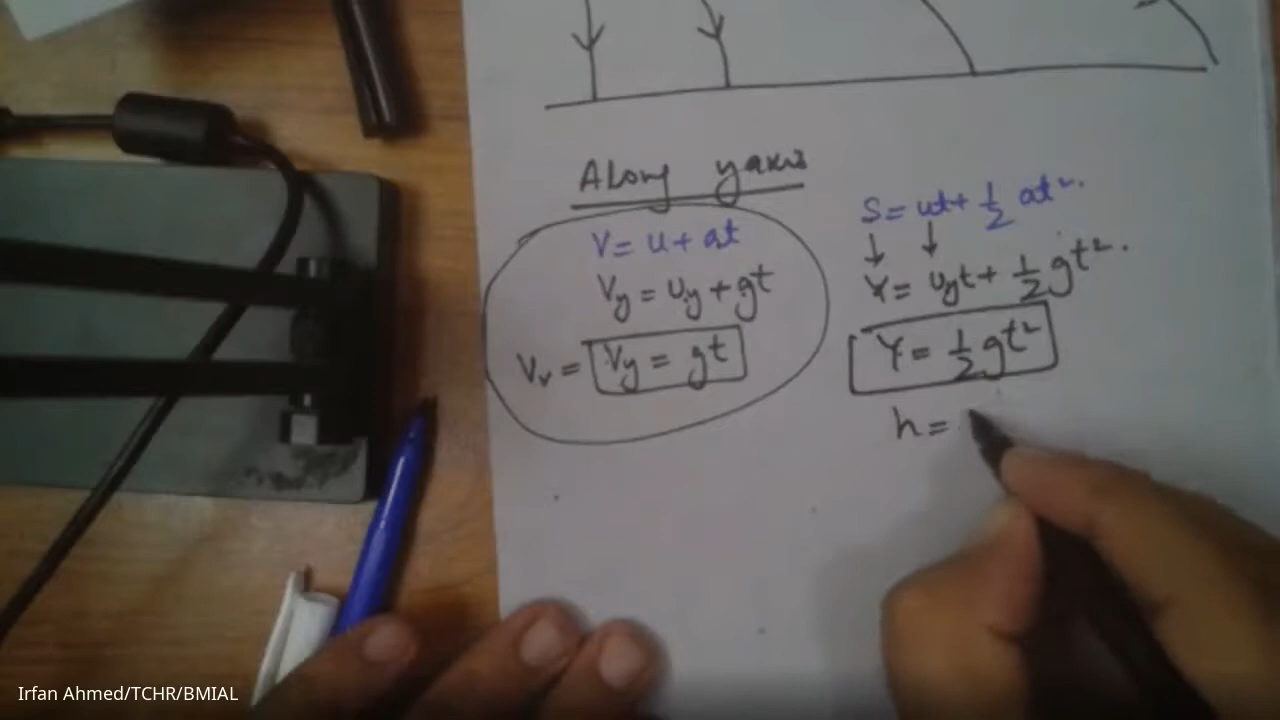 Along yaxis
V = u + at
Vy = uy + gt
Vv = Vy = gt
S = ut + 1/2 at².
Y = uyt + 1/2 gt².
Y = 1/2 gt²
h =
Irfan Ahmed/TCHR/BMIAL